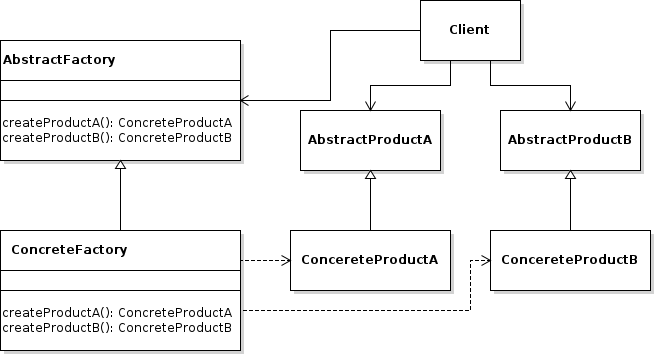 Client
AbstractFactory
createProductA(): ConcreteProductA
createProductB(): ConcreteProductB
AbstractProductA
AbstractProductB
ConcreteFactory
createProductA(): ConcreteProductA
createProductB(): ConcreteProductB
ConcereteProductA
ConcereteProductB